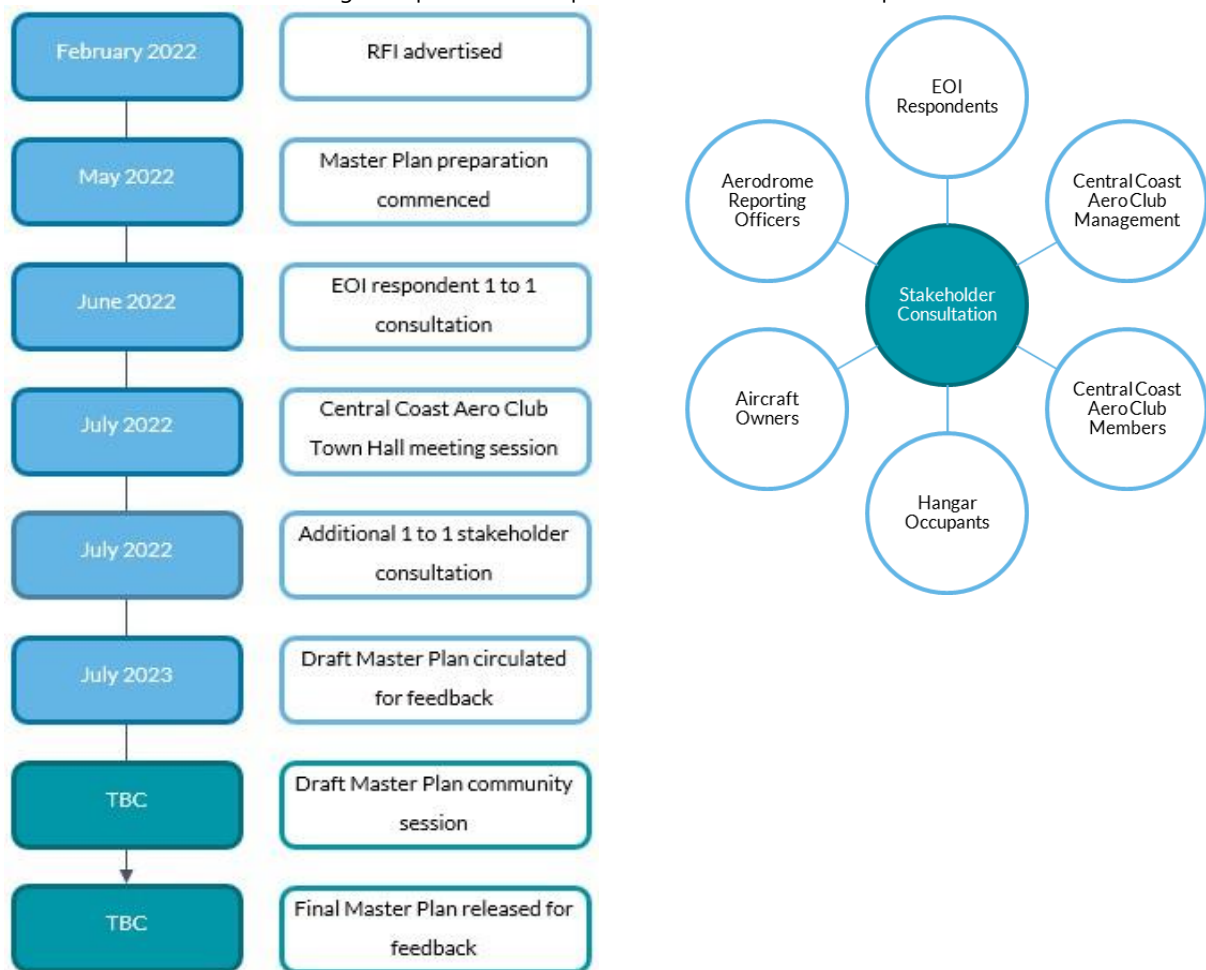 February 2022
RFI advertised
May 2022
Master Plan preparation
commenced
June 2022
EOI respondent 1 to 1
consultation
July 2022
Central Coast Aero Club
Town Hall meeting session
July 2022
Additional 1 to 1 stakeholder
consultation
July 2023
Draft Master Plan circulated
for feedback
TBC
Draft Master Plan community
session
TBC
Final Master Plan released for
feedback
EOI
Respondents
Aerodrome
Reporting
Officers
Central Coast
Aero Club
Management
Stakeholder
Consultation
Aircraft
Owners
Central Coast
Aero Club
Members
Hangar
Occupants